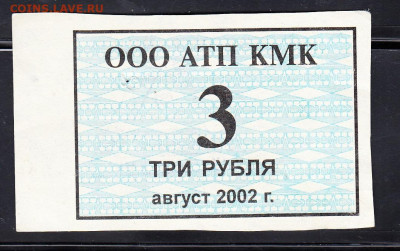 COINS.LAVE.RU
ООО АТП КМК
3
ТРИ РУБЛЯ
август 2002 г.